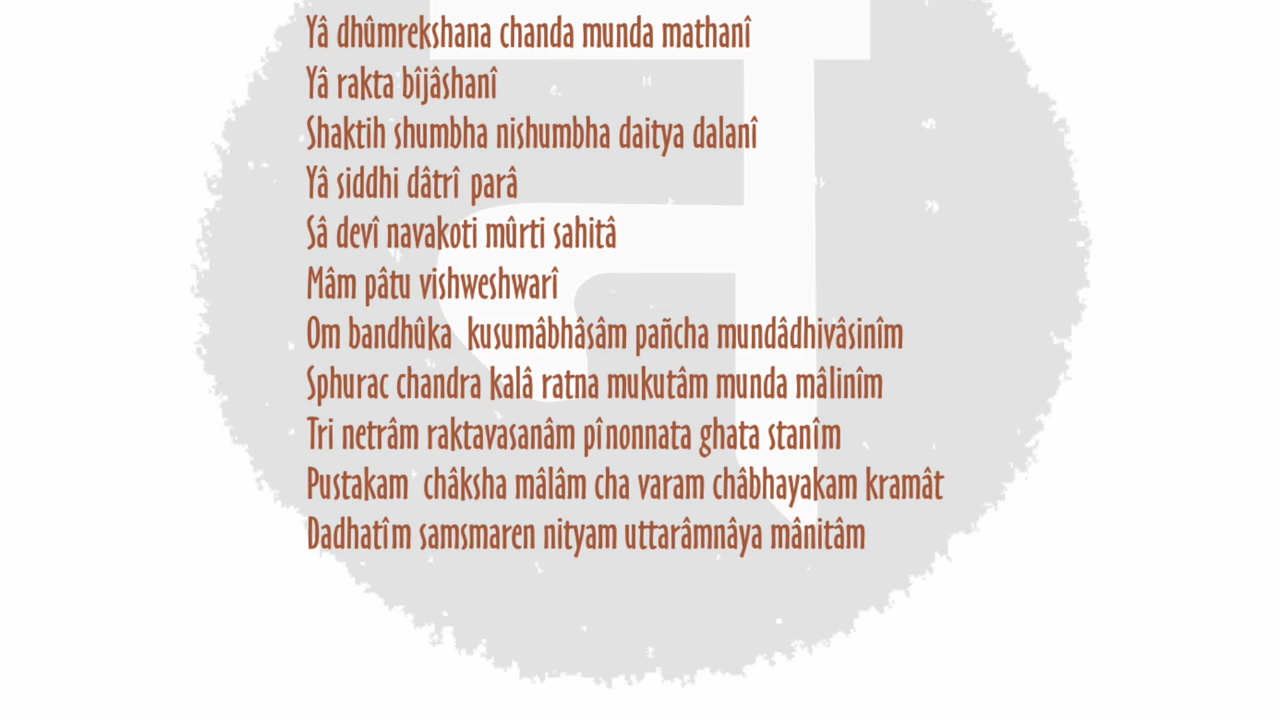 Yâ dhûmrekshana chanda munda mathanî
Yâ rakta bîjâshanî
Shaktih shumbha nishumbha daitya dalanî
Yâ siddhi dâtrî parâ
Sâ devî navakoti mûrti sahitâ
Mâm pâtu vishweshwarî
Om bandhûka kusumâbhâsâm pañcha mundâdhivâsinîm
Sphurac chandra kalâ ratna mukutâm munda mâlinîm
Tri netrâm raktavasanâm pînonnata ghata stanîm
Pustakam châksha mâlâm cha varam châbhayakam kramât
Dadhatîm samsmaren nityam uttarâmnâya mânitâm